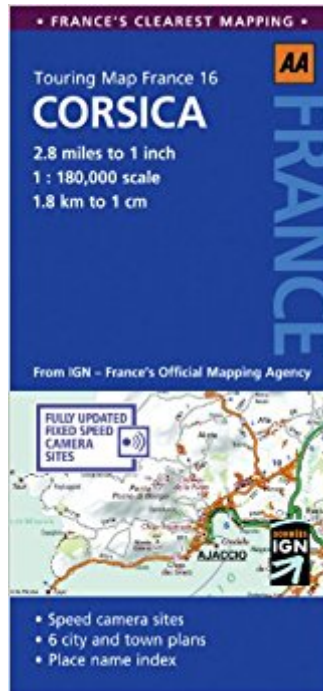 • FRANCE'S CLEAREST MAPPING •
AA
Touring Map France 16
CORSICA
FRANCE
2.8 miles to 1 inch
1 : 180,000 scale
1.8 km to 1 cm
From IGN – France's Official Mapping Agency
FULLY UPDATED
FIXED SPEED
CAMERA
SITES
AJACCIO
IGN
• Speed camera sites
• 6 city and town plans
• Place name index